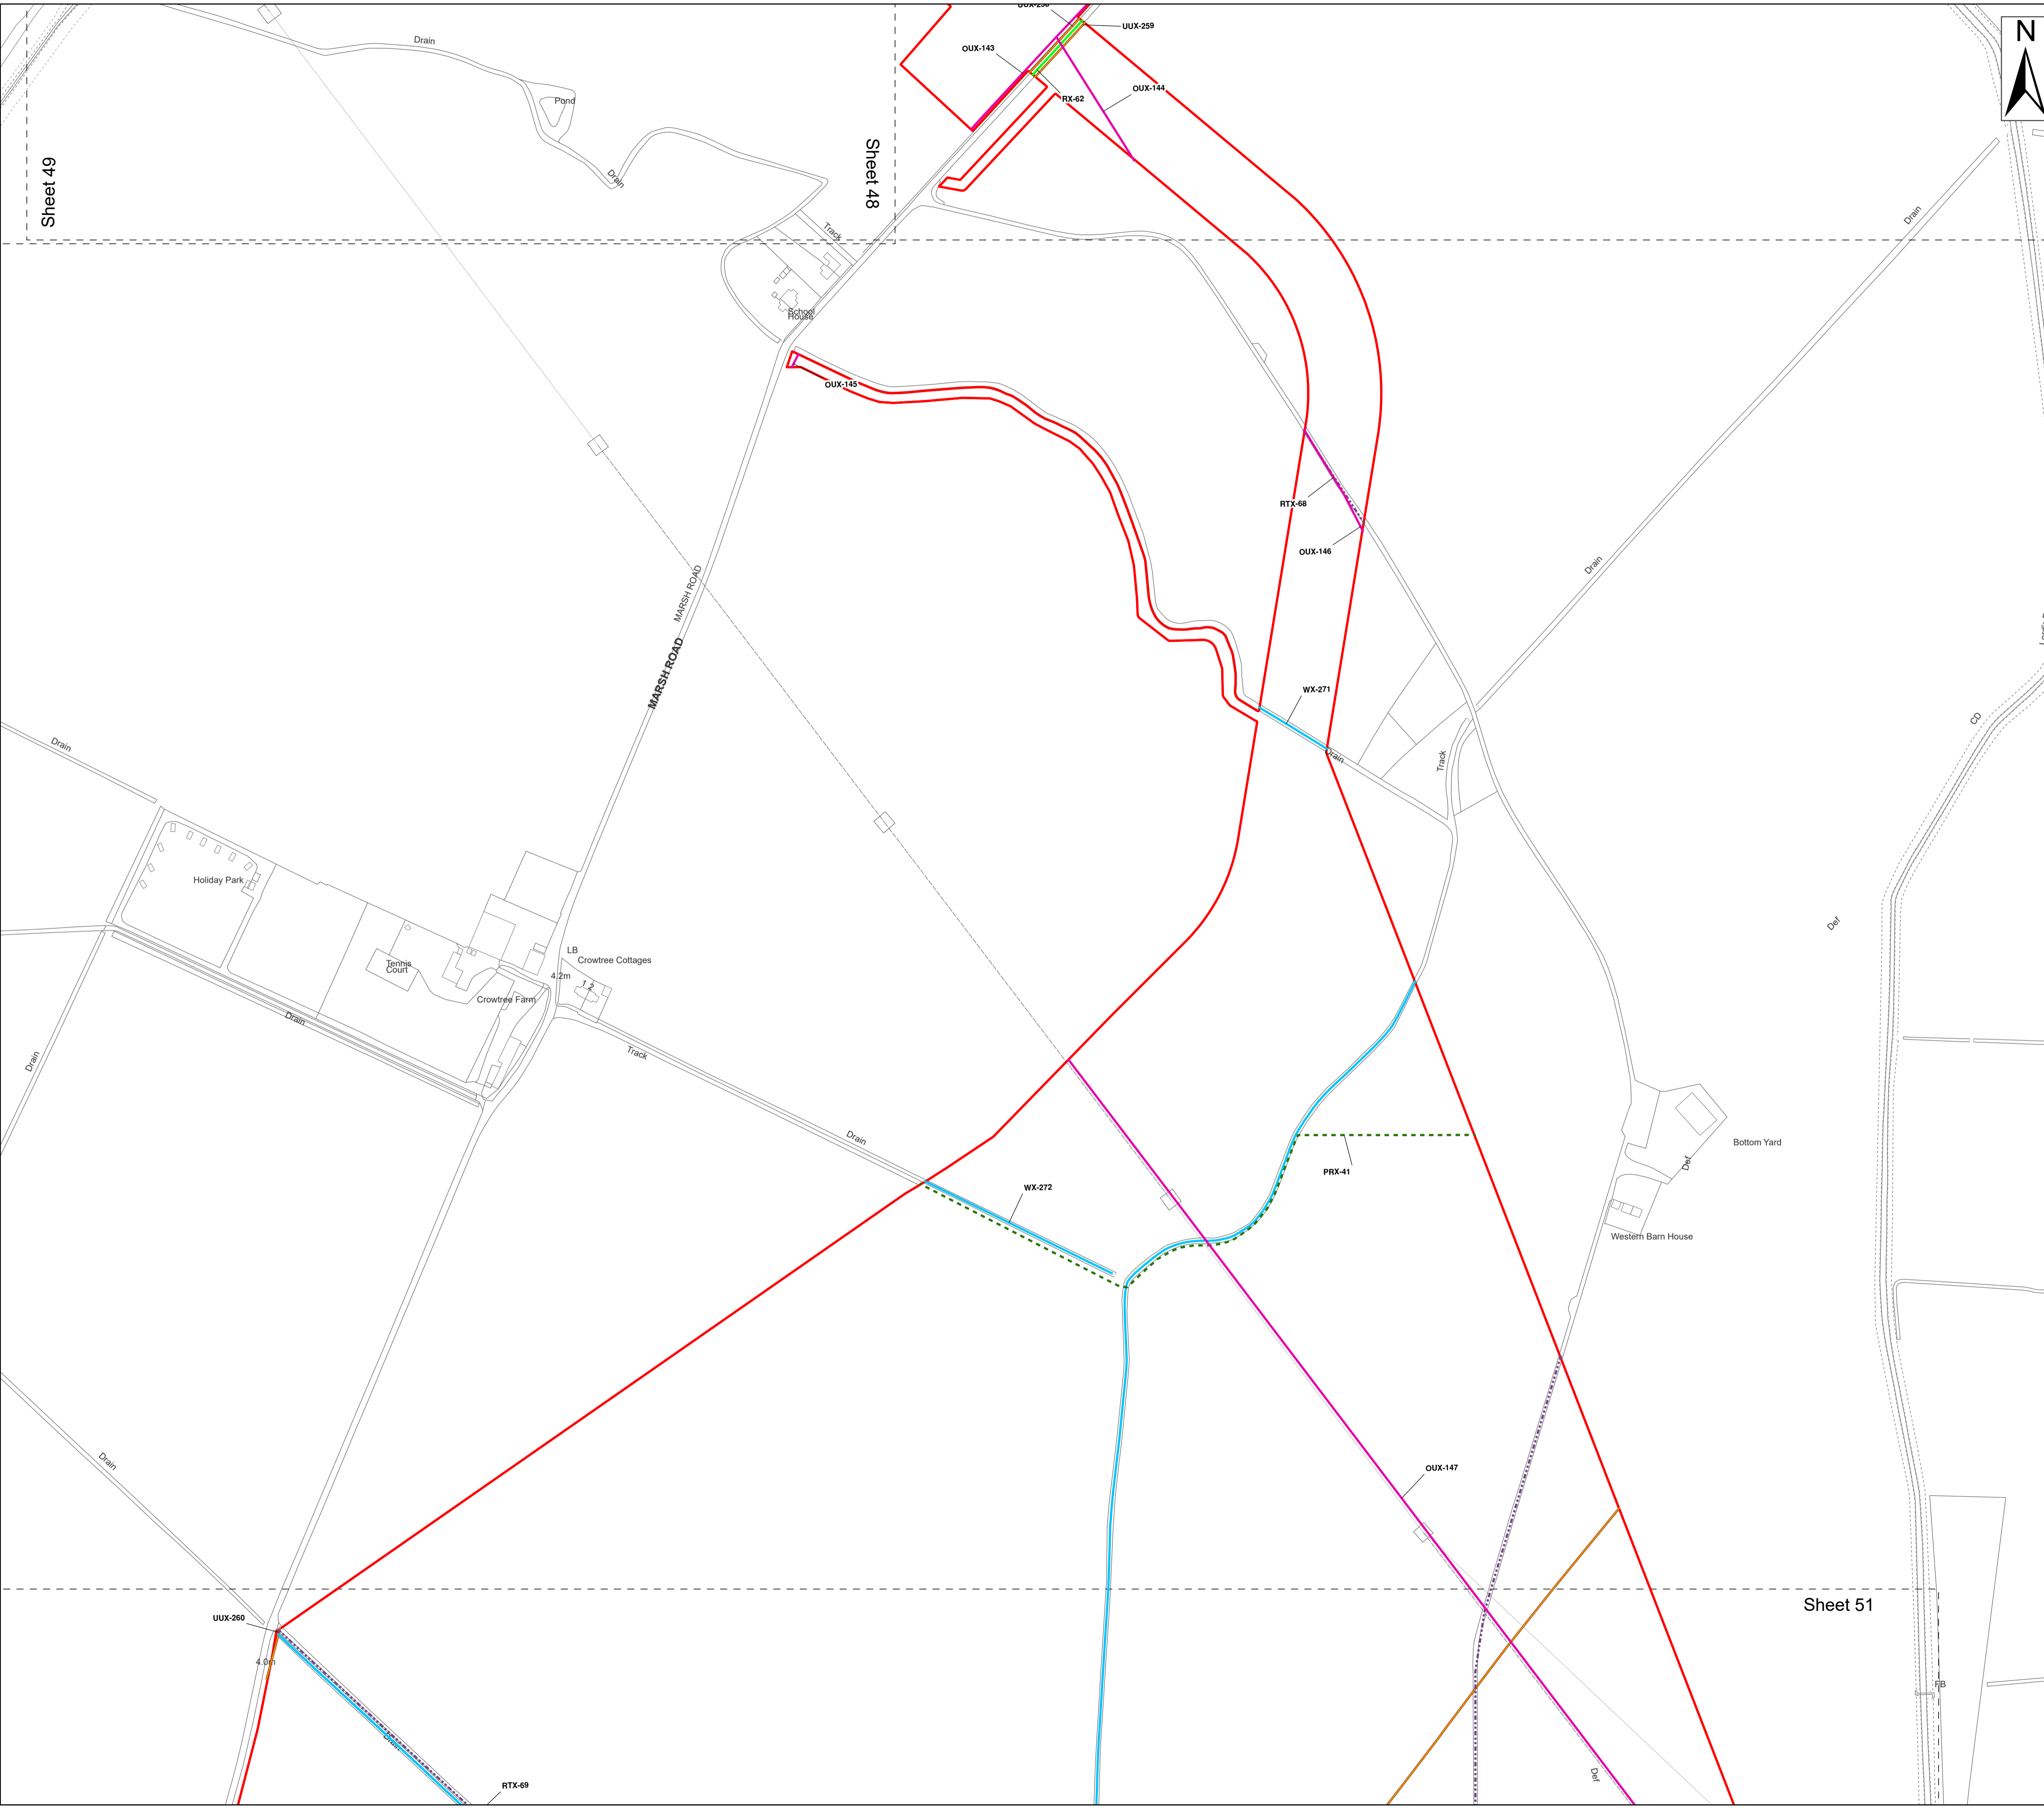 UUX-259
OUX-143
N
Drain
OUX-144
RX-62
Pond
Sheet 49
Sheet 48
Drain
Drain
Track
School
House
OUX-145
RTX-68
OUX-146
Drain
MARSH ROAD
MARSH ROAD
WX-271
Drain
CD
Drain
Track
Holiday Park
Def
LB
Crowtree Cottages
Tennis
Court
4.2m
1
2
Crowtree Farm
Drain
Track
Drain
Drain
Bottom Yard
Def
PRX-41
WX-272
Western Barn House
Drain
OUX-147
Sheet 51
UUX-260
4.0m
FB
Drain
Def
RTX-69